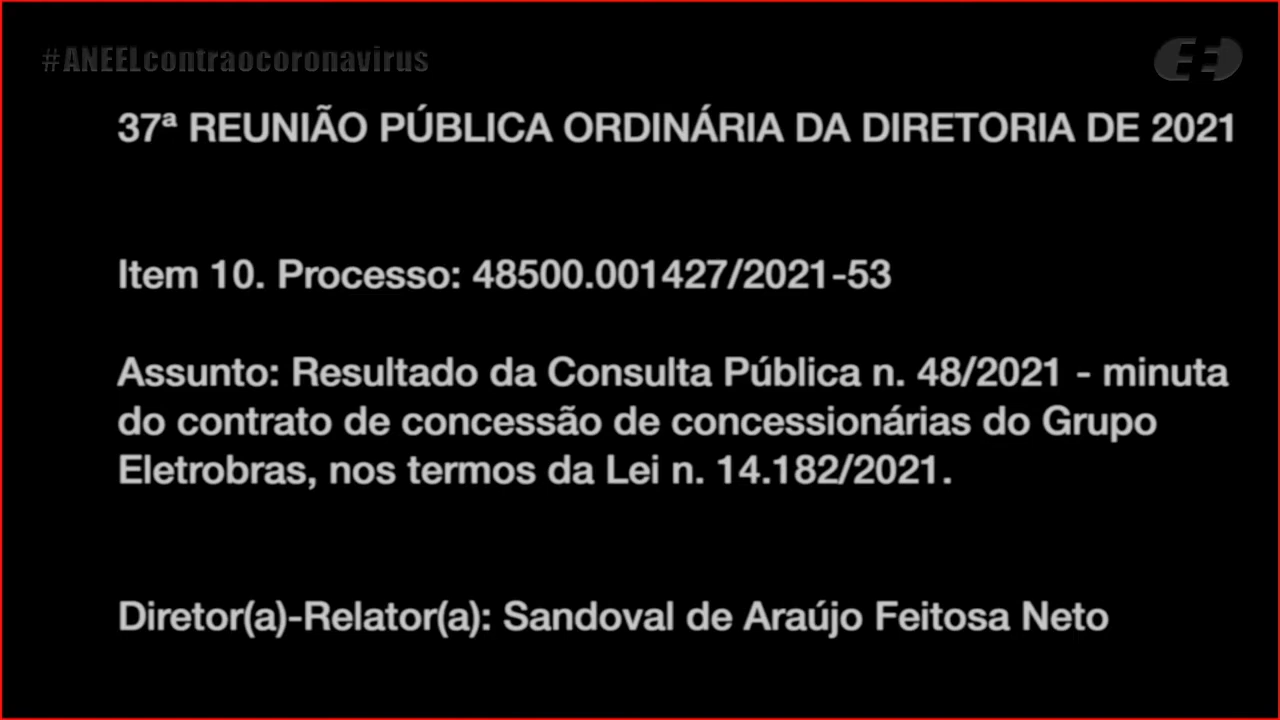 #ANEELcontraocoronavirus
37ª REUNIÃO PÚBLICA ORDINÁRIA DA DIRETORIA DE 2021
Item 10. Processo: 48500.001427/2021-53
Assunto: Resultado da Consulta Pública n. 48/2021 - minuta
do contrato de concessão de concessionárias do Grupo
Eletrobras, nos termos da Lei n. 14.182/2021.
Diretor(a)-Relator(a): Sandoval de Araújo Feitosa Neto